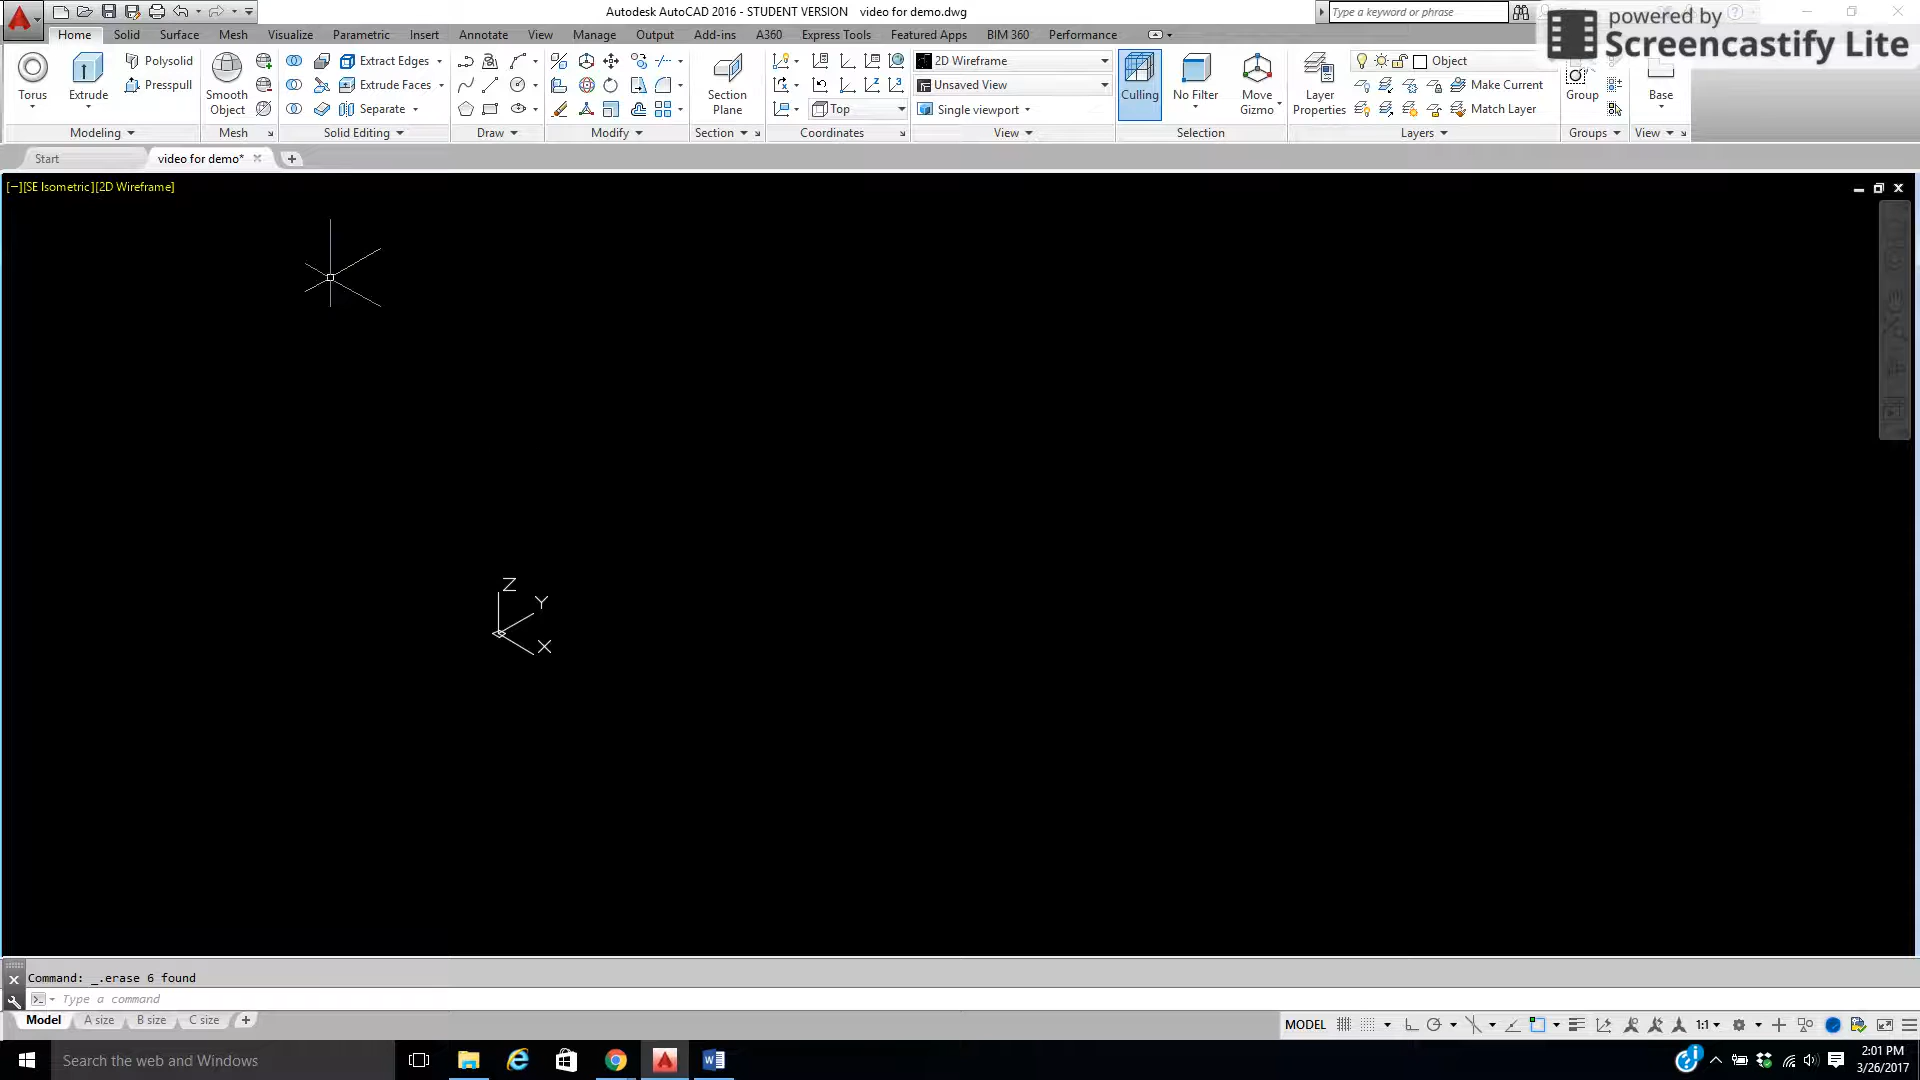 Autodesk AutoCAD 2016 - STUDENT VERSION video for demo.dwg
Type a keyword or phrase
powered by
Screencastify Lite
Home Solid Surface Mesh Visualize Parametric Insert Annotate View Manage Output Add-ins A360 Express Tools Featured Apps BIM 360 Performance
Torus
Extrude
Polysolid
Presspull
Modeling
Smooth
Object
Mesh
Extract Edges
Extrude Faces
Separate
Solid Editing
Draw
Modify
Section
Plane
Section
Top
Coordinates
2D Wireframe
Unsaved View
Single viewport
View
Culling
No Filter
Move
Gizmo
Selection
Layer
Properties
Object
Make Current
Match Layer
Layers
Group
Groups
Base
View
Start
video for demo*
[−][SE Isometric][2D Wireframe]
Z
Y
X
Command: _.erase 6 found
Type a command
Model A size B size C size
MODEL
1:1
Search the web and Windows
2:01 PM
3/26/2017